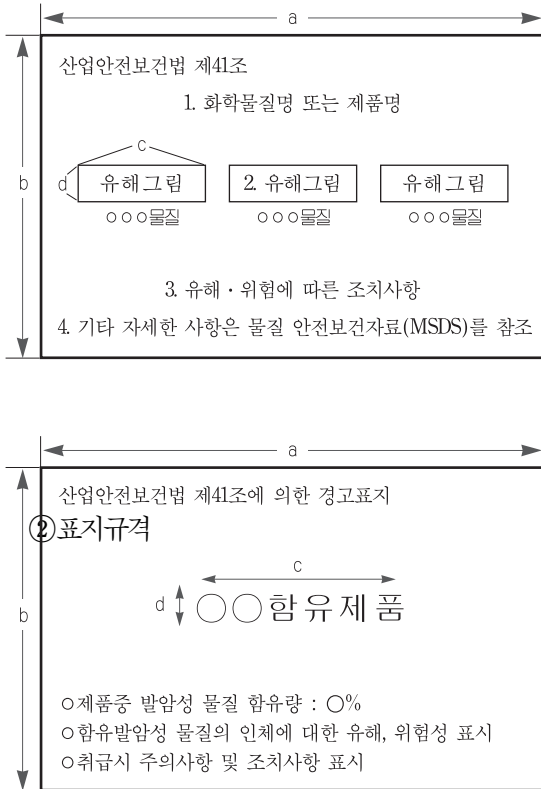 a
산업안전보건법 제41조
1. 화학물질명 또는 제품명
c
b
d
유해그림 2. 유해그림 유해그림
○○○물질 ○○○물질 ○○○물질
3. 유해·위험에 따른 조치사항
4. 기타 자세한 사항은 물질 안전보건자료(MSDS)를 참조
a
산업안전보건법 제41조에 의한 경고표지
②표지규격
c
d ○○함유제품
b
○제품중 발암성 물질 함유량 : ○%
○함유발암성 물질의 인체에 대한 유해, 위험성 표시
○취급시 주의사항 및 조치사항 표시